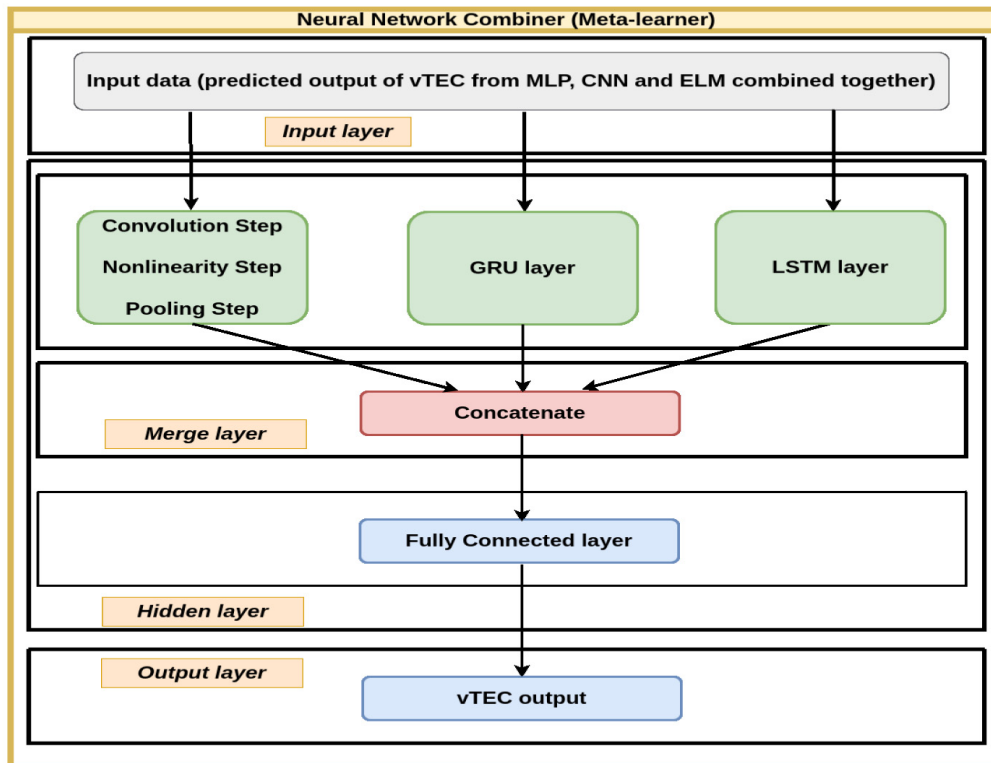 Neural Network Combiner (Meta-learner)
Input data (predicted output of vTEC from MLP, CNN and ELM combined together)
Input layer
Convolution Step
Nonlinearity Step
Pooling Step
GRU layer
LSTM layer
Concatenate
Merge layer
Fully Connected layer
Hidden layer
Output layer
vTEC output